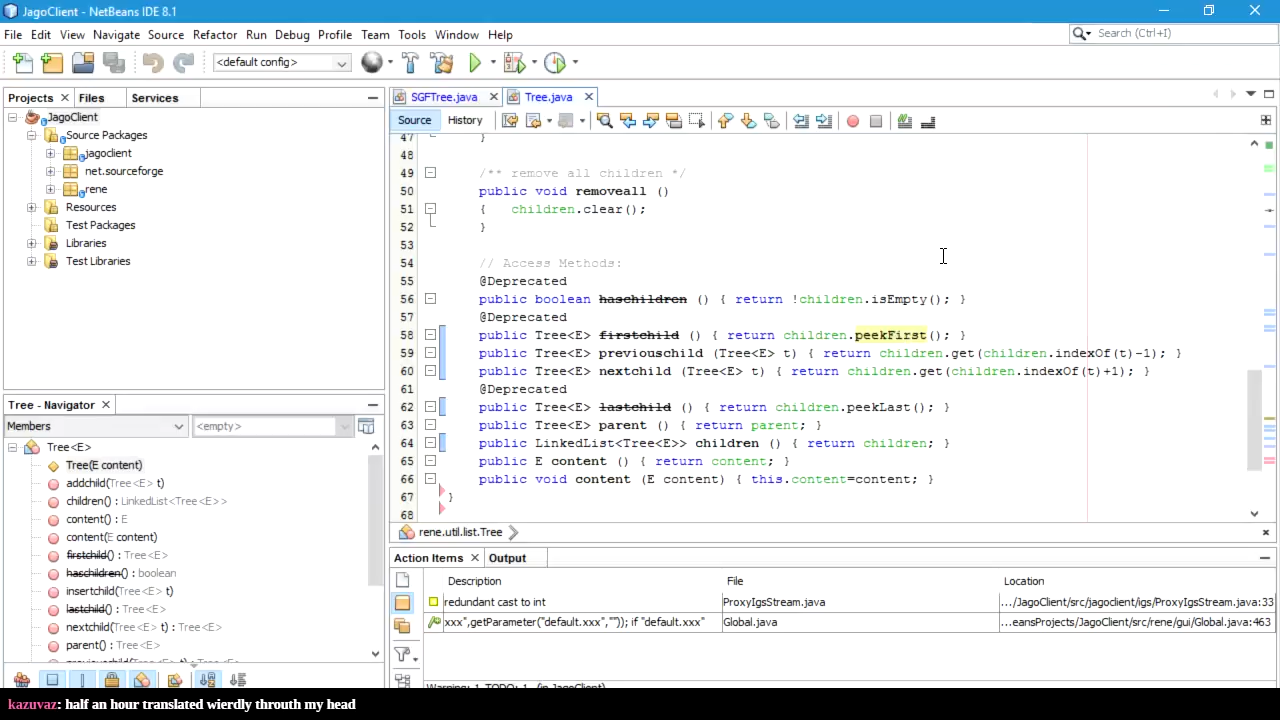 JagoClient - NetBeans IDE 8.1
File Edit View Navigate Source Refactor Run Debug Profile Team Tools Window Help
Search (Ctrl+I)
<default config>
Projects Files Services
JagoClient
Source Packages
jagoclient
net.sourceforge
rene
Resources
Test Packages
Libraries
Test Libraries
Tree - Navigator
Members <empty>
Tree<E>
Tree(E content)
addchild(Tree<E> t)
children() : LinkedList<Tree<E>>
content() : E
content(E content)
firstchild() : Tree<E>
haschildren() : boolean
insertchild(Tree<E> t)
lastchild() : Tree<E>
nextchild(Tree<E> t) : Tree<E>
parent() : Tree<E>
previouschild(Tree<E> t) : Tree<E>
SGFTree.java Tree.java
Source History
47 }
48
49 /** remove all children */
50 public void removeall ()
51 { children.clear();
52 }
53
54 // Access Methods:
55 @Deprecated
56 public boolean haschildren () { return !children.isEmpty(); }
57 @Deprecated
58 public Tree<E> firstchild () { return children.peekFirst(); }
59 public Tree<E> previouschild (Tree<E> t) { return children.get(children.indexOf(t)-1); }
60 public Tree<E> nextchild (Tree<E> t) { return children.get(children.indexOf(t)+1); }
61 @Deprecated
62 public Tree<E> lastchild () { return children.peekLast(); }
63 public Tree<E> parent () { return parent; }
64 public LinkedList<Tree<E>> children () { return children; }
65 public E content () { return content; }
66 public void content (E content) { this.content=content; }
67 }
68
rene.util.list.Tree
Action Items Output
Description File Location
redundant cast to int ProxyIgsStream.java .../JagoClient/src/jagoclient/igs/ProxyIgsStream.java:33
xxx",getParameter("default.xxx","")); if "default.xxx" Global.java ...eansProjects/JagoClient/src/rene/gui/Global.java:463
Warning: 1 TODO: 1 (in JagoClient)
kazuvaz: half an hour translated wierdly throuth my head